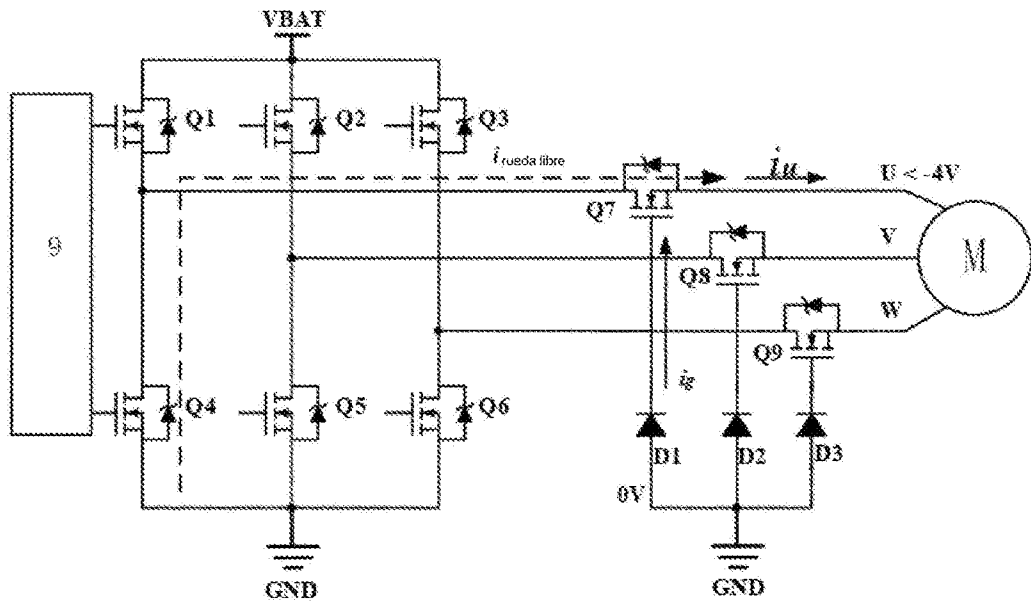 VBAT
Q1
Q2
Q3
i rueda libre
iu
U < -4V
Q7
V
9
Q8
M
W
Q9
Q4
Q5
Q6
ig
D1
D2
D3
0V
GND
GND